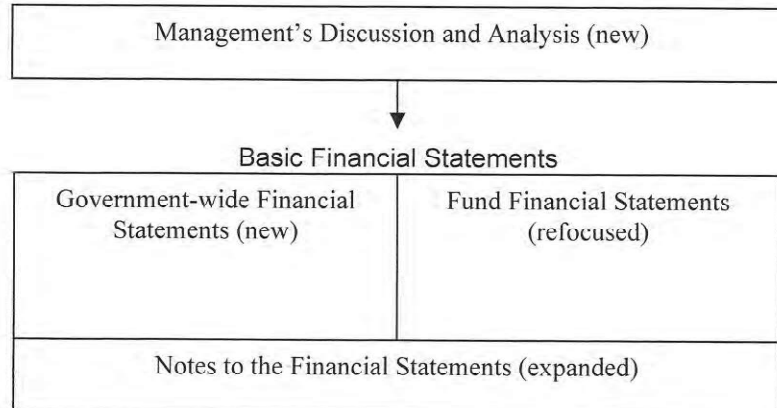 Management's Discussion and Analysis (new)
Basic Financial Statements
Government-wide Financial
Statements (new)
Fund Financial Statements
(refocused)
Notes to the Financial Statements (expanded)